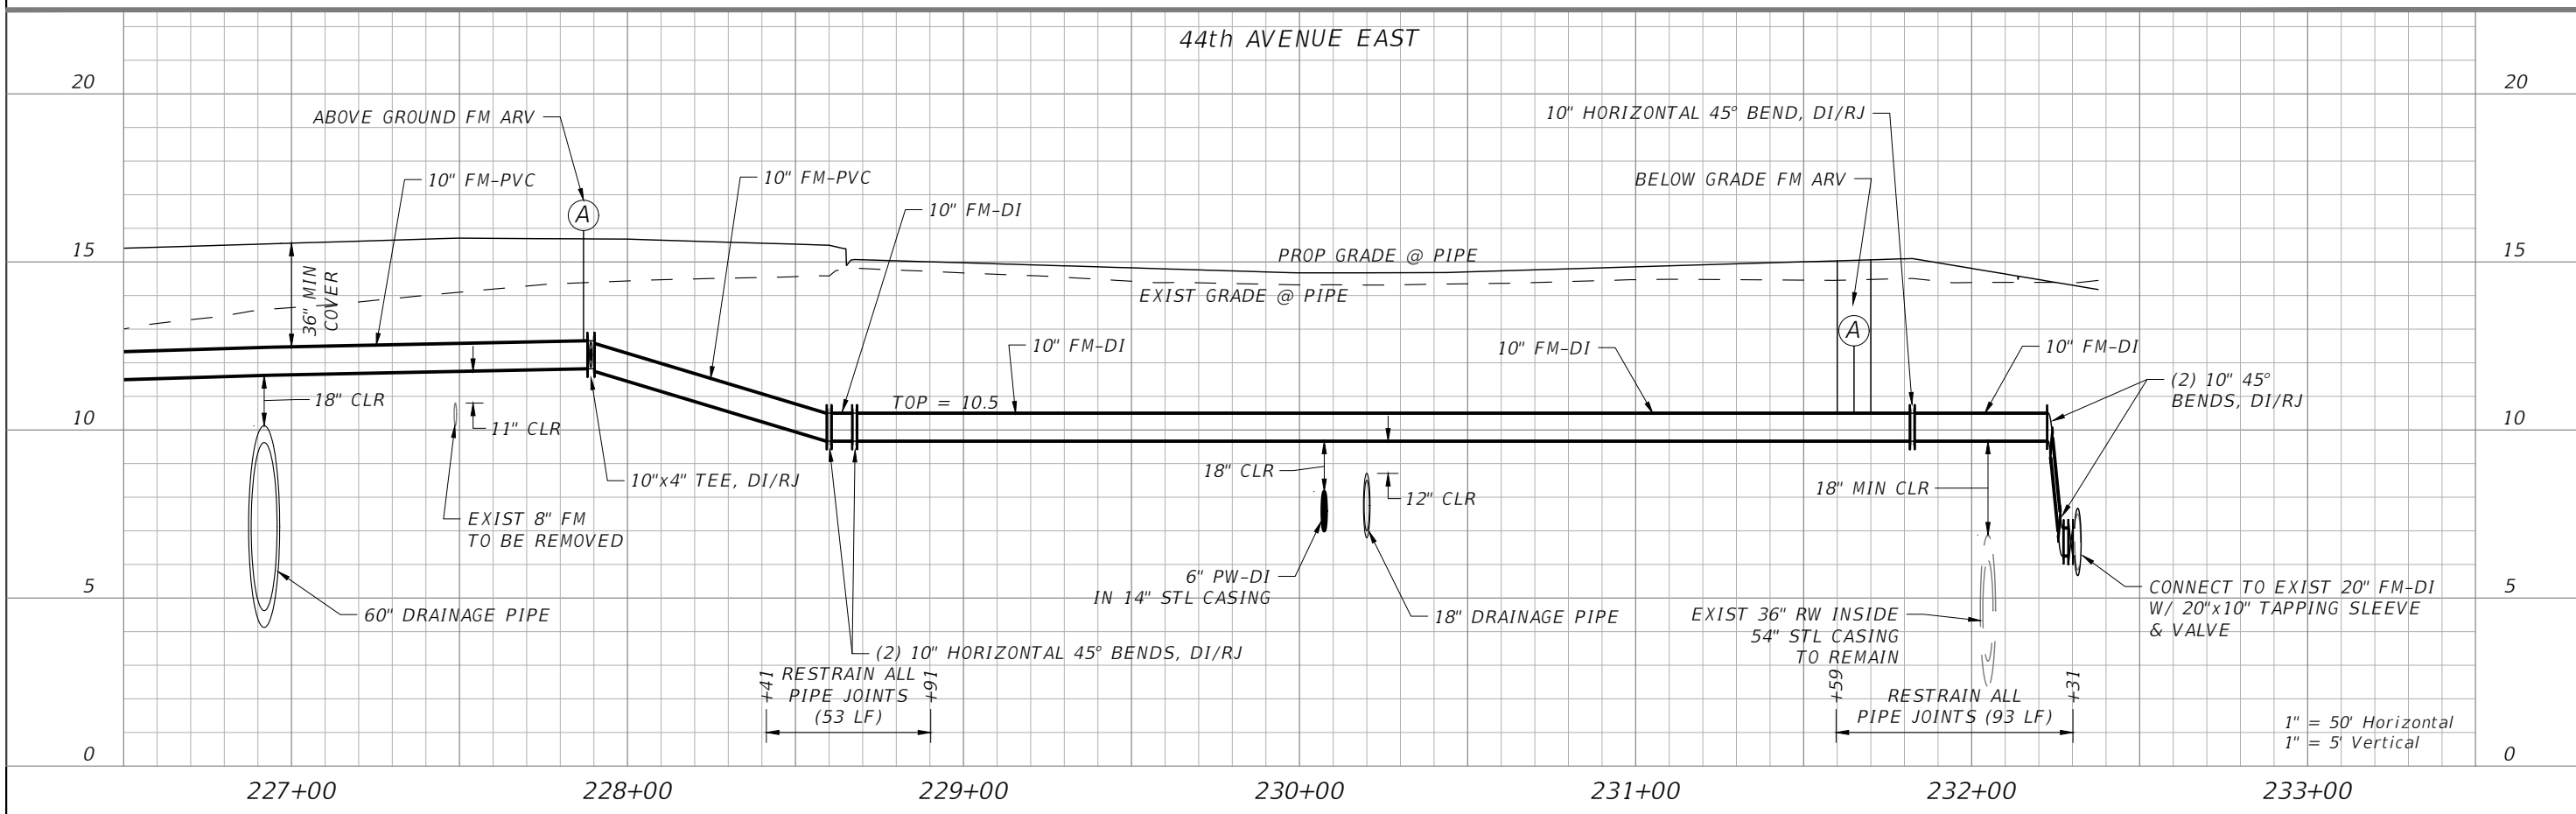 44th AVENUE EAST
20
20
ABOVE GROUND FM ARV
10" HORIZONTAL 45° BEND, DI/RJ
10" FM-PVC
10" FM-PVC
BELOW GRADE FM ARV
A
10" FM-DI
15
15
PROP GRADE @ PIPE
36" MIN
COVER
EXIST GRADE @ PIPE
A
10" FM-DI
10" FM-DI
10" FM-DI
(2) 10" 45°
BENDS, DI/RJ
18" CLR
TOP = 10.5
10
10
11" CLR
18" CLR
10"x4" TEE, DI/RJ
12" CLR
18" MIN CLR
EXIST 8" FM
TO BE REMOVED
6" PW-DI
IN 14" STL CASING
5
5
CONNECT TO EXIST 20" FM-DI
W/ 20"x10" TAPPING SLEEVE
& VALVE
60" DRAINAGE PIPE
18" DRAINAGE PIPE
EXIST 36" RW INSIDE
54" STL CASING
TO REMAIN
(2) 10" HORIZONTAL 45° BENDS, DI/RJ
+41
RESTRAIN ALL
PIPE JOINTS
(53 LF)
+91
+59
RESTRAIN ALL
PIPE JOINTS (93 LF)
+31
1" = 50' Horizontal
1" = 5' Vertical
0
0
227+00
228+00
229+00
230+00
231+00
232+00
233+00